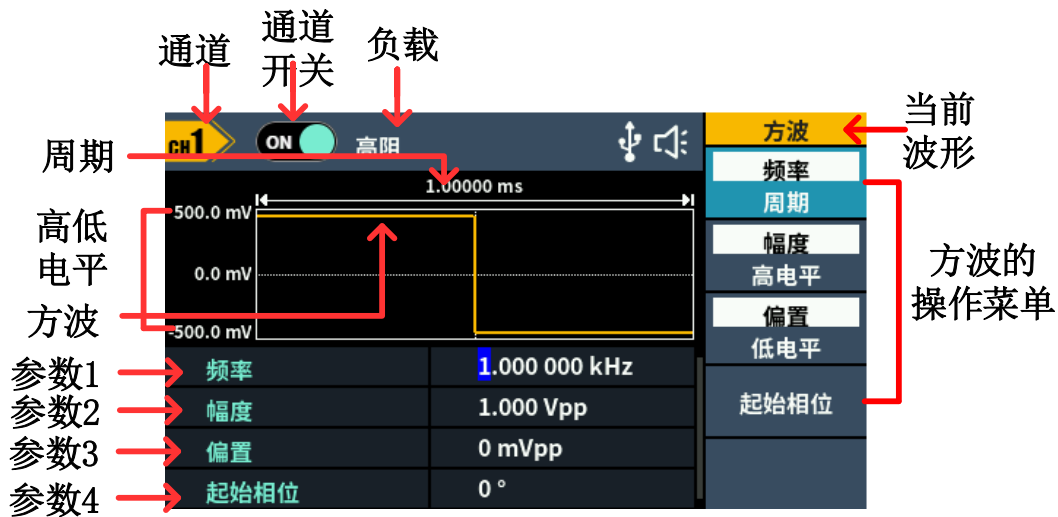 通道
通道
开关
负载
CH1
ON
高阻
方波
当前
波形
周期
1.00000 ms
频率
周期
高低
电平
500.0 mV
0.0 mV
-500.0 mV
幅度
高电平
方波的
操作菜单
方波
偏置
低电平
参数1
频率
1.000 000 kHz
起始相位
参数2
幅度
1.000 Vpp
参数3
偏置
0 mVpp
参数4
起始相位
0 °